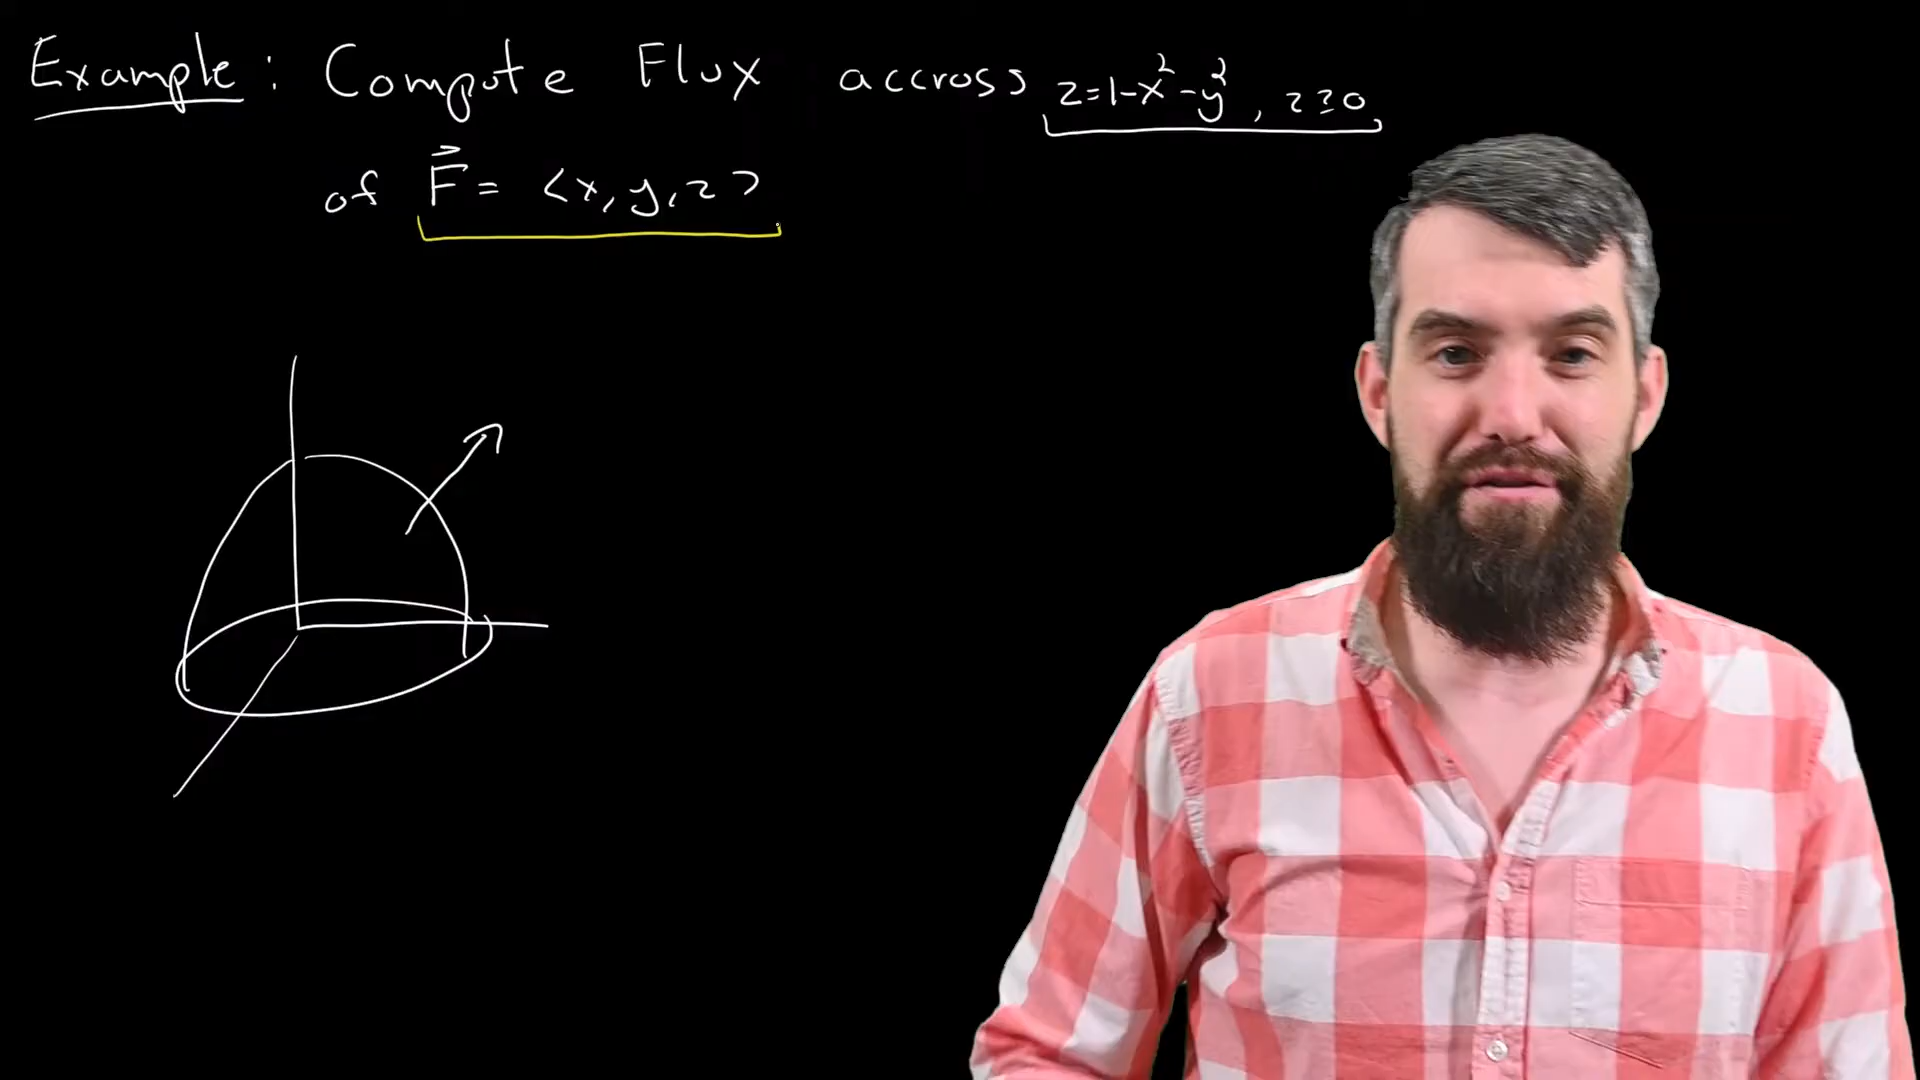 Example: Compute Flux accross z=1-x²-y², z≥0
of F⃗ = <x, y, z>